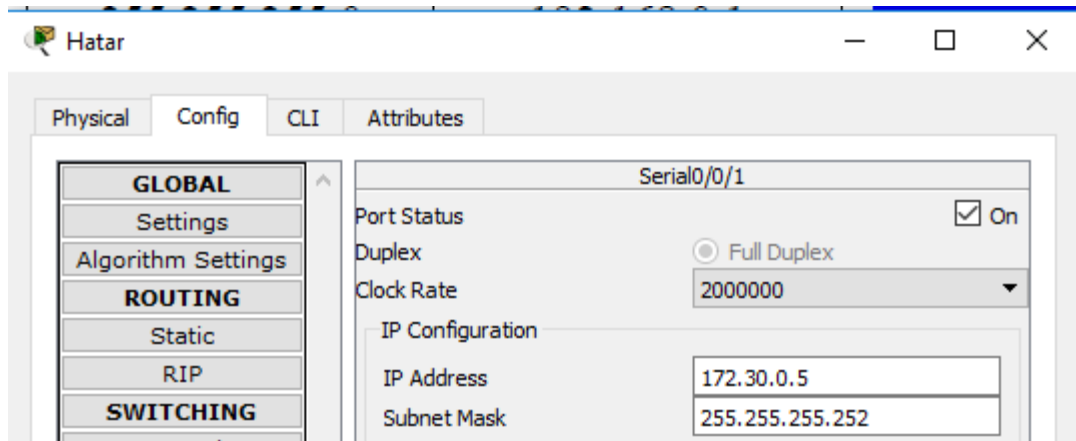 Hatar
Physical Config CLI Attributes
GLOBAL
Settings
Algorithm Settings
ROUTING
Static
RIP
SWITCHING
Serial0/0/1
Port Status On
Duplex Full Duplex
Clock Rate 2000000
IP Configuration
IP Address 172.30.0.5
Subnet Mask 255.255.255.252